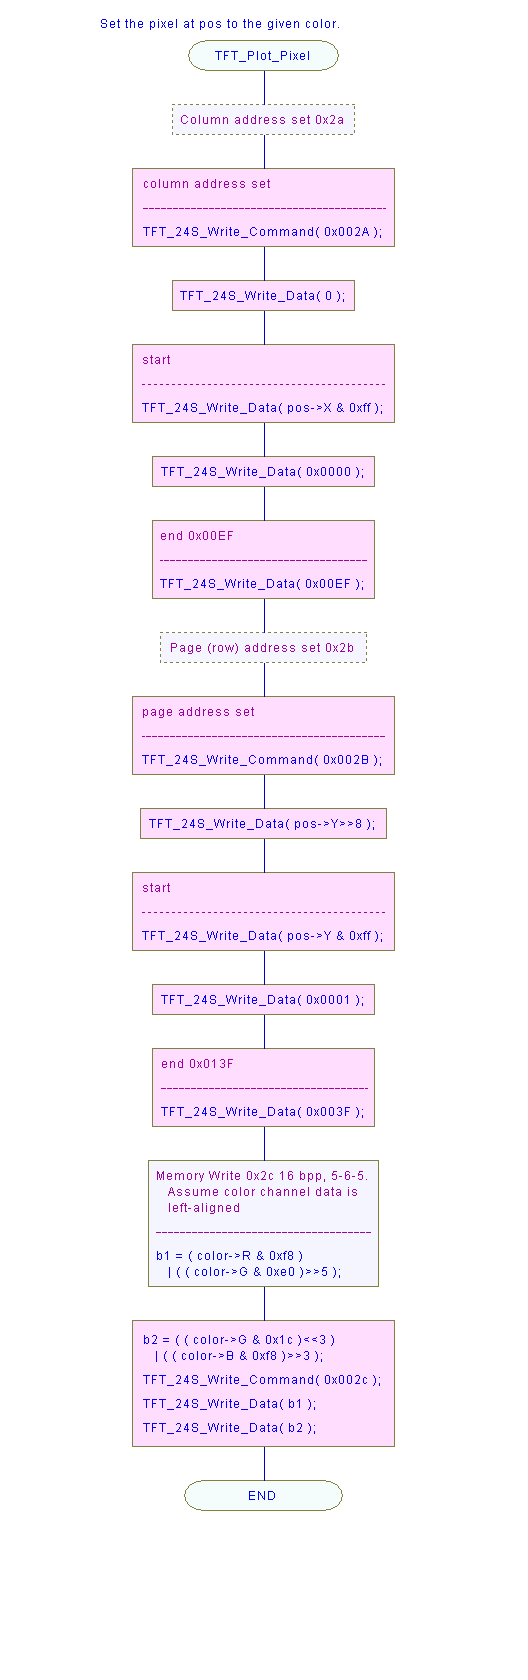 Set the pixel at pos to the given color.
TFT_Plot_Pixel
Column address set 0x2a
column address set
TFT_24S_Write_Command( 0x002A );
TFT_24S_Write_Data( 0 );
start
TFT_24S_Write_Data( pos->X & 0xff );
TFT_24S_Write_Data( 0x0000 );
end 0x00EF
TFT_24S_Write_Data( 0x00EF );
Page (row) address set 0x2b
page address set
TFT_24S_Write_Command( 0x002B );
TFT_24S_Write_Data( pos->Y>>8 );
start
TFT_24S_Write_Data( pos->Y & 0xff );
TFT_24S_Write_Data( 0x0001 );
end 0x013F
TFT_24S_Write_Data( 0x003F );
Memory Write 0x2c 16 bpp, 5-6-5.
Assume color channel data is
left-aligned
b1 = ( color->R & 0xf8 )
| ( ( color->G & 0xe0 )>>5 );
b2 = ( ( color->G & 0x1c )<<3 )
| ( ( color->B & 0xf8 )>>3 );
TFT_24S_Write_Command( 0x002c );
TFT_24S_Write_Data( b1 );
TFT_24S_Write_Data( b2 );
END